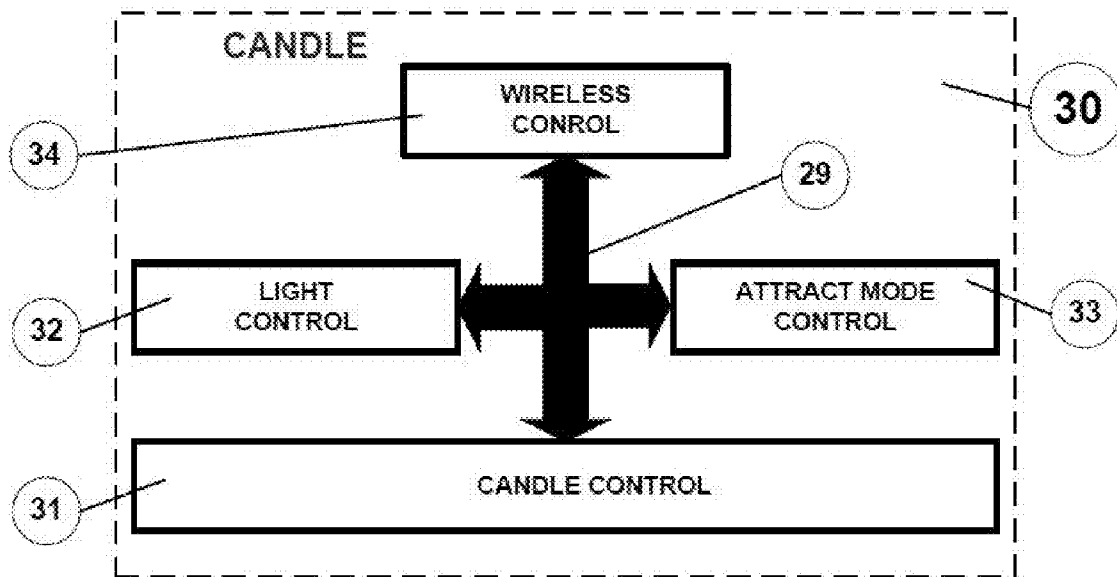 CANDLE
WIRELESS
CONROL
30
34
29
LIGHT
CONTROL
ATTRACT MODE
CONTROL
32
33
CANDLE CONTROL
31